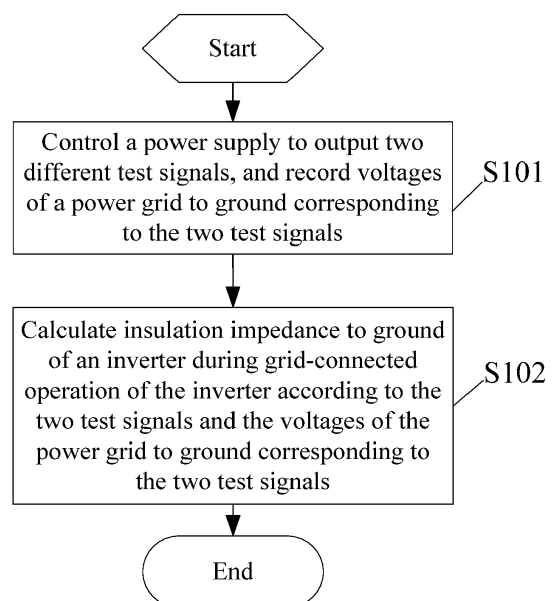 Start
Control a power supply to output two
different test signals, and record voltages
of a power grid to ground corresponding
to the two test signals
S101
Calculate insulation impedance to ground
of an inverter during grid-connected
operation of the inverter according to the
two test signals and the voltages of the
power grid to ground corresponding to
the two test signals
S102
End